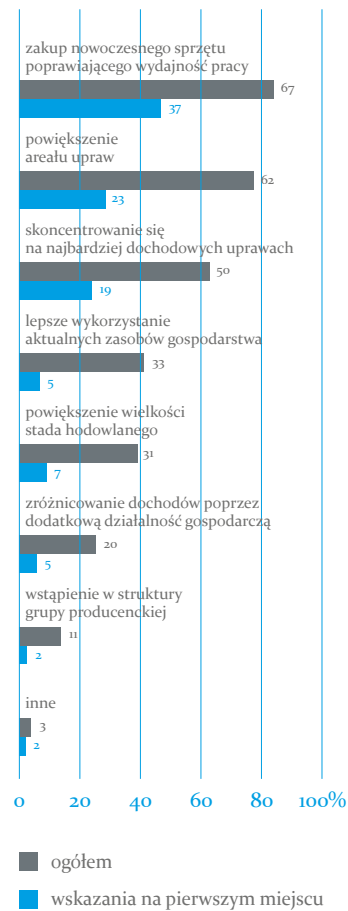 zakup nowoczesnego sprzętu
poprawiającego wydajność pracy
67
37
powiększenie
areału upraw
62
23
skoncentrowanie się
na najbardziej dochodowych uprawach
50
19
lepsze wykorzystanie
aktualnych zasobów gospodarstwa
33
5
powiększenie wielkości
stada hodowlanego
31
7
zróżnicowanie dochodów poprzez
dodatkową działalność gospodarczą
20
5
wstąpienie w struktury
grupy producenckiej
11
2
inne
3
2
0 20 40 60 80 100%
ogółem
wskazania na pierwszym miejscu